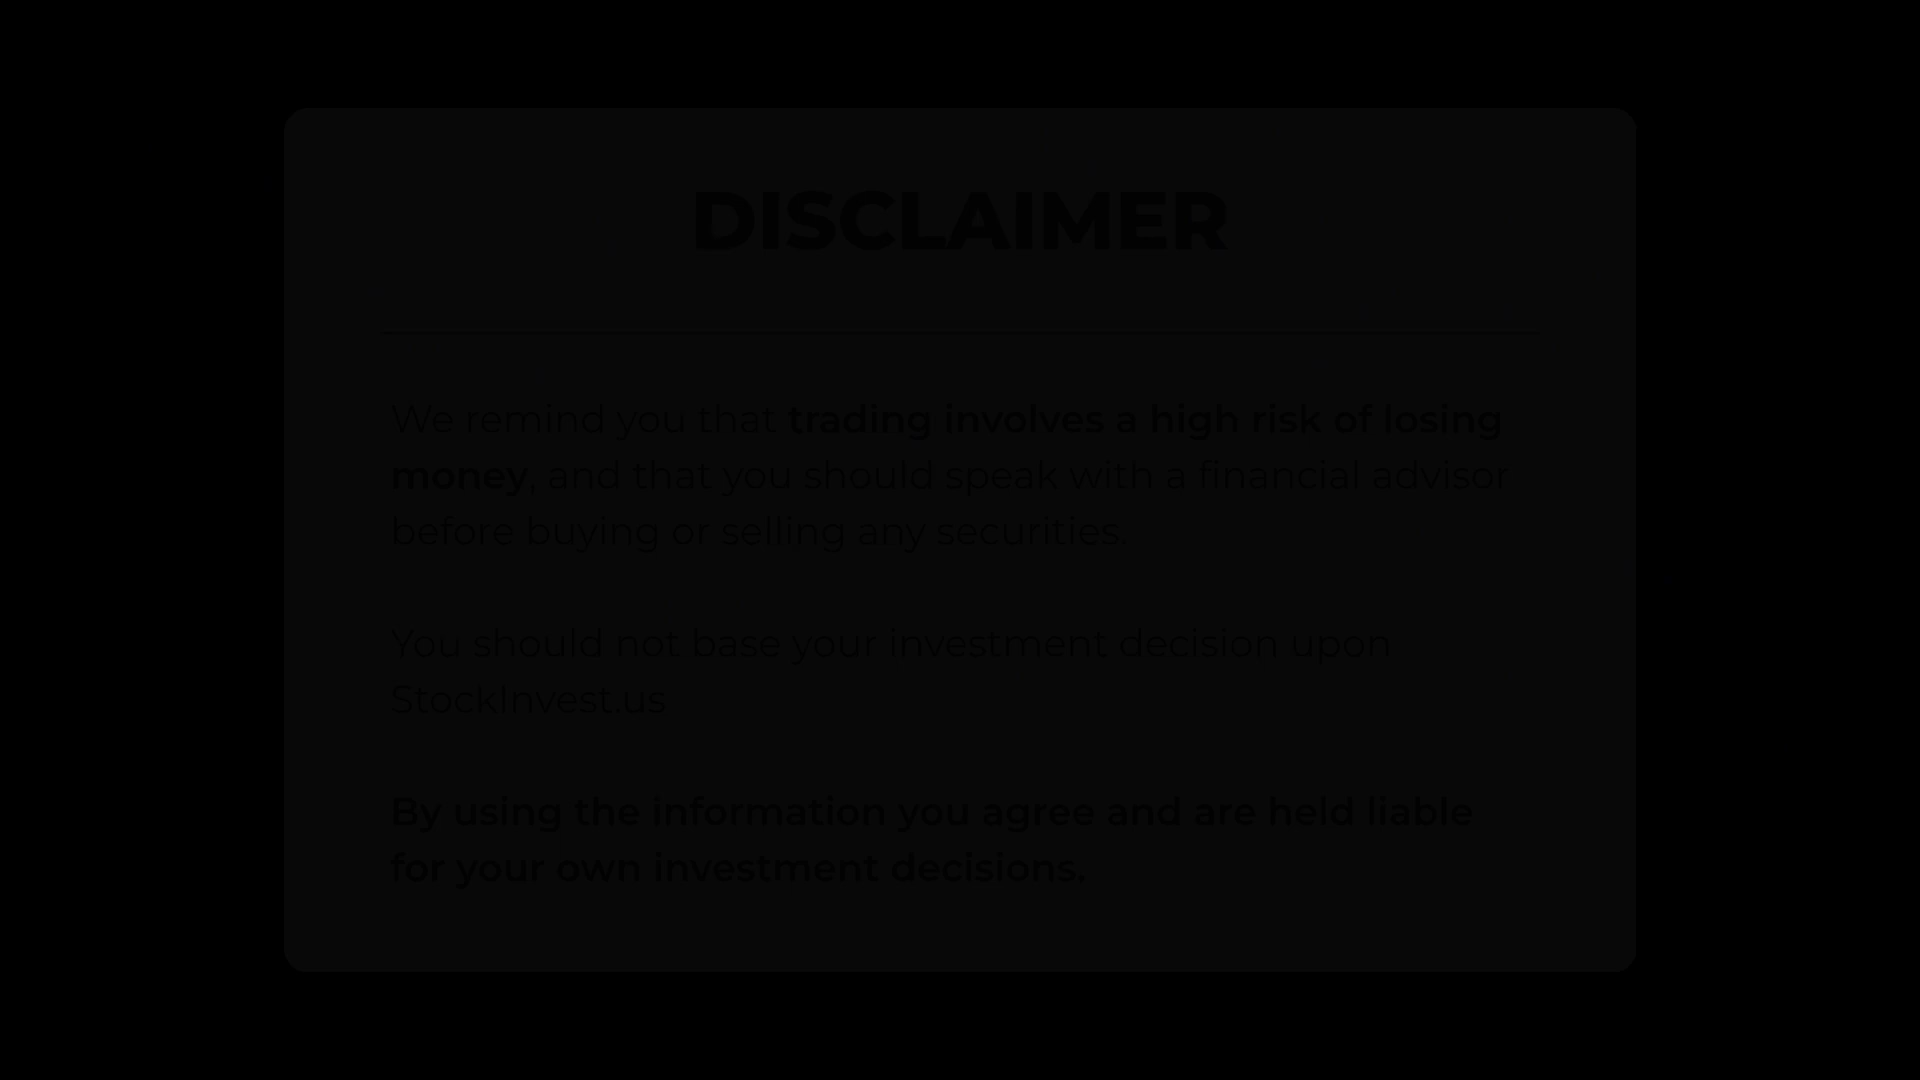 DISCLAIMER
We remind you that trading involves a high risk of losing
money, and that you should speak with a financial advisor
before buying or selling any securities.
You should not base your investment decision upon
StockInvest.us
By using the information you agree and are held liable
for your own investment decisions.